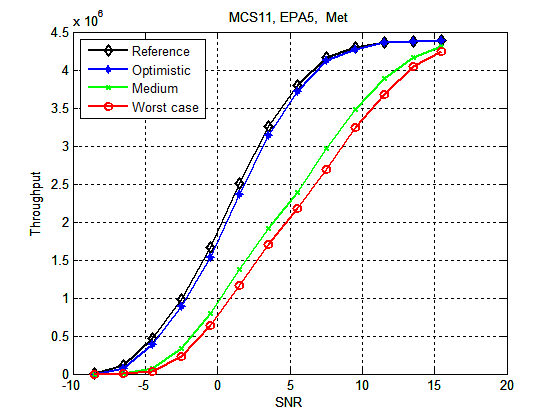 MCS11, EPA5, Met
x 10^6
4.5
4
3.5
3
2.5
2
1.5
1
0.5
0
Throughput
Reference
Optimistic
Medium
Worst case
-10 -5 0 5 10 15 20
SNR